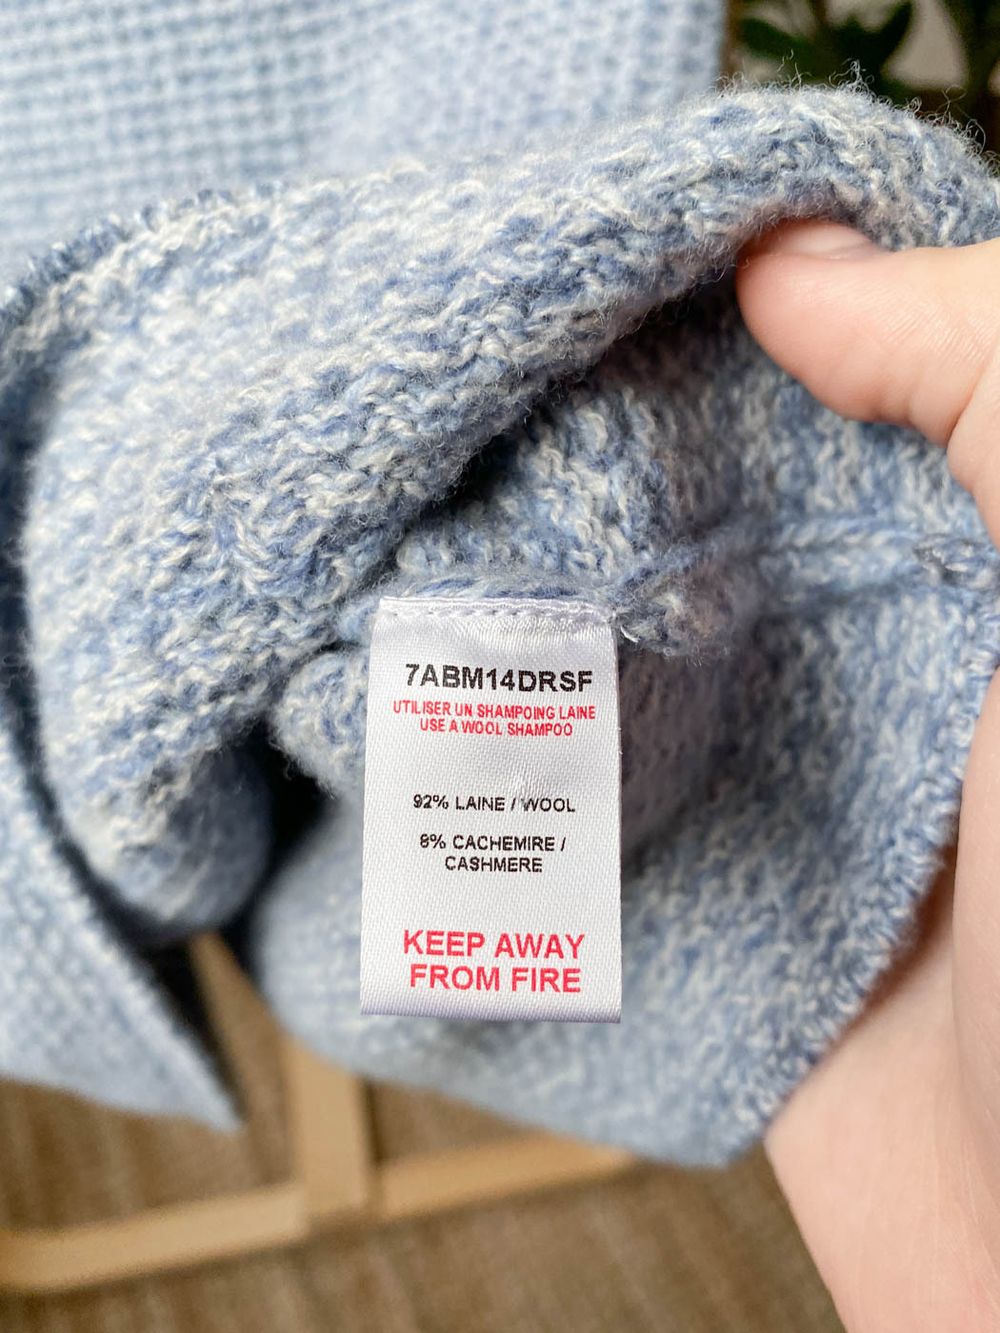 7ABM14DRSF
UTILISER UN SHAMPOING LAINE
USE A WOOL SHAMPOO
92% LAINE / WOOL
8% CACHEMIRE /
CASHMERE
KEEP AWAY
FROM FIRE